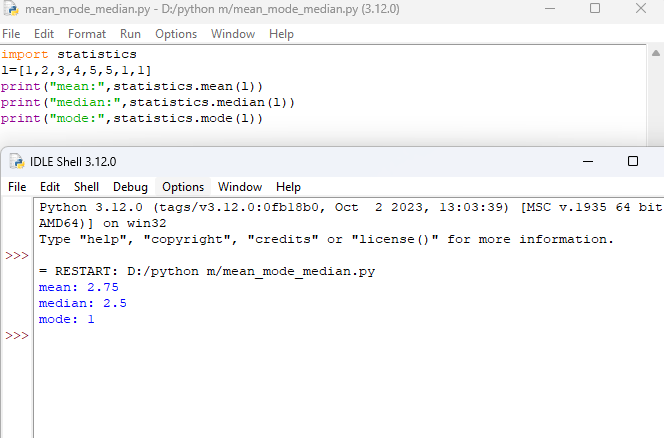 mean_mode_median.py - D:/python m/mean_mode_median.py (3.12.0)
File Edit Format Run Options Window Help
import statistics
l=[1,2,3,4,5,5,1,1]
print("mean:",statistics.mean(l))
print("median:",statistics.median(l))
print("mode:",statistics.mode(l))
IDLE Shell 3.12.0
File Edit Shell Debug Options Window Help
Python 3.12.0 (tags/v3.12.0:0fb18b0, Oct  2 2023, 13:03:39) [MSC v.1935 64 bit
AMD64)] on win32
Type "help", "copyright", "credits" or "license()" for more information.
>>>
= RESTART: D:/python m/mean_mode_median.py
mean: 2.75
median: 2.5
mode: 1
>>>